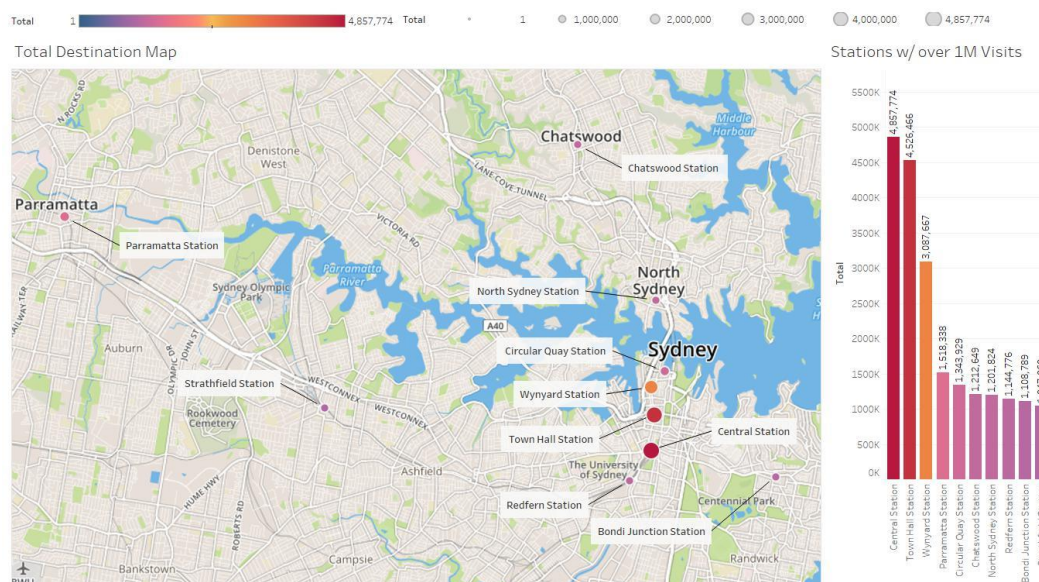 Total 1 4,857,774 Total 1 1,000,000 2,000,000 3,000,000 4,000,000 4,857,774
Total Destination Map
Stations w/ over 1M Visits
N ROCKS RD
Denistone
West
Chatswood
Middle
Harbour
Chatswood Station
LANE COVE TUNNEL
Parramatta
VICTORIA RD
Parramatta Station
Parramatta
River
Sydney Olympic
Park
North
Sydney
North Sydney Station
A40
Circular Quay Station
Sydney
Auburn
OLYMPIC DR
JOHN ST
Strathfield Station
WESTCONNEX
WESTCONNEX
Wynyard Station
Rookwood
Cemetery
Town Hall Station
Central Station
The University
of Sydney
Ashfield
HUME HWY
ROBERTS RD
Redfern Station
Centennial Park
Bondi Junction Station
Bankstown
Campsie
Randwick
5500K
5000K
4500K
4000K
3500K
3000K
2500K
2000K
1500K
1000K
500K
0K
Total
4,857,774
4,526,466
3,087,667
1,518,338
1,343,929
1,212,649
1,201,824
1,144,776
1,108,789
Central Station
Town Hall Station
Wynyard Station
Parramatta Station
Circular Quay Station
Chatswood Station
North Sydney Station
Redfern Station
Bondi Junction Station